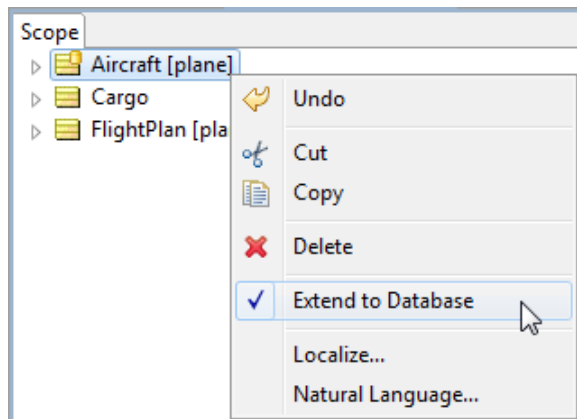 Scope
Aircraft [plane]
Cargo
FlightPlan [pla
Undo
Cut
Copy
Delete
Extend to Database
Localize...
Natural Language...